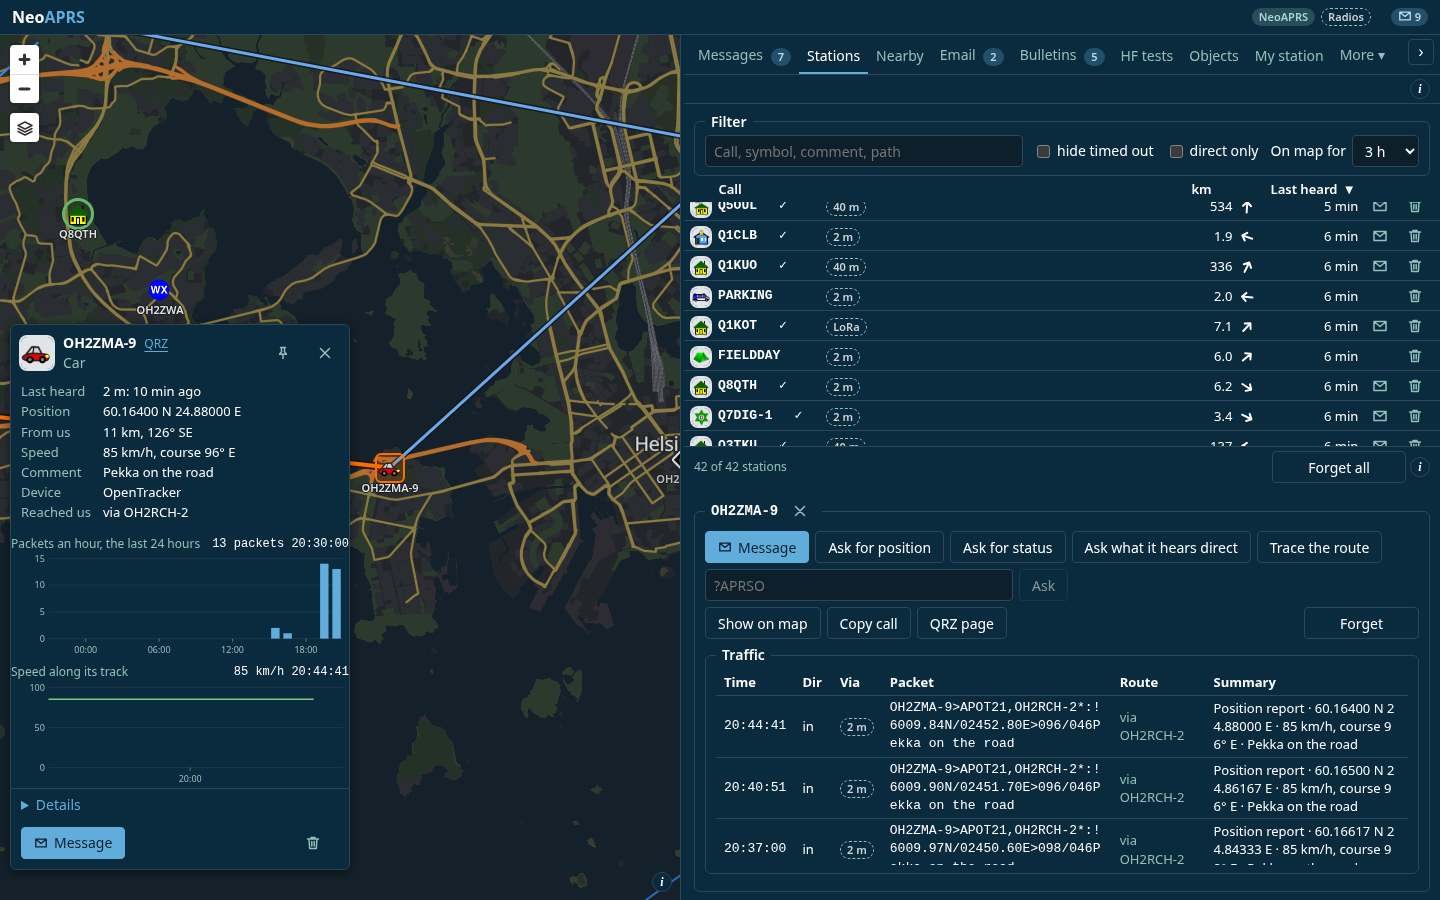 NeoAPRS
NeoAPRS Radios 9
Messages 7 Stations Nearby Email 2 Bulletins 5 HF tests Objects My station More ▾ ›
+
−
Q8QTH
WX
OH2ZWA
OH2ZMA-9
Helsi
OH2
i
OH2ZMA-9 QRZ
Car
Last heard 2 m: 10 min ago
Position 60.16400 N 24.88000 E
From us 11 km, 126° SE
Speed 85 km/h, course 96° E
Comment Pekka on the road
Device OpenTracker
Reached us via OH2RCH-2
Packets an hour, the last 24 hours 13 packets 20:30:00
15
10
5
0
00:00 06:00 12:00 18:00
Speed along its track 85 km/h 20:44:41
100
50
0
20:00
▶ Details
Message
i
Filter
Call, symbol, comment, path hide timed out direct only On map for 3 h
Call km Last heard ▼
Q5OUL ✓ 40 m 534 5 min
Q1CLB ✓ 2 m 1.9 6 min
Q1KUO ✓ 40 m 336 6 min
PARKING 2 m 2.0 6 min
Q1KOT ✓ LoRa 7.1 6 min
FIELDDAY 2 m 6.0 6 min
Q8QTH ✓ 2 m 6.2 6 min
Q7DIG-1 ✓ 2 m 3.4 6 min
Q3TKU ✓ 40 m 137 6 min
42 of 42 stations Forget all i
OH2ZMA-9
Message Ask for position Ask for status Ask what it hears direct Trace the route
?APRSO Ask
Show on map Copy call QRZ page Forget
Traffic
Time Dir Via Packet Route Summary
20:44:41 in 2 m
OH2ZMA-9>APOT21,OH2RCH-2*:!
6009.84N/02452.80E>096/046P
ekka on the road
via
OH2RCH-2
Position report · 60.16400 N 2
4.88000 E · 85 km/h, course 9
6° E · Pekka on the road
20:40:51 in 2 m
OH2ZMA-9>APOT21,OH2RCH-2*:!
6009.90N/02451.70E>096/046P
ekka on the road
via
OH2RCH-2
Position report · 60.16500 N 2
4.86167 E · 85 km/h, course 9
6° E · Pekka on the road
20:37:00 in 2 m
OH2ZMA-9>APOT21,OH2RCH-2*:!
6009.97N/02450.60E>098/046P
via
OH2RCH-2
Position report · 60.16617 N 2
4.84333 E · 85 km/h, course 9